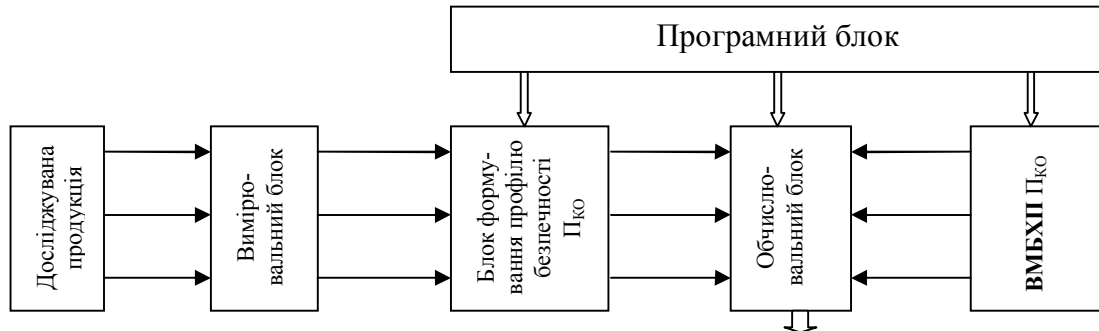 Програмний блок
Досліджувана
продукція
Вимірю-
вальний блок
Блок форму-
вання профілю
безпечності
ПКО
Обчислю-
вальний блок
ВМБХП ПКО